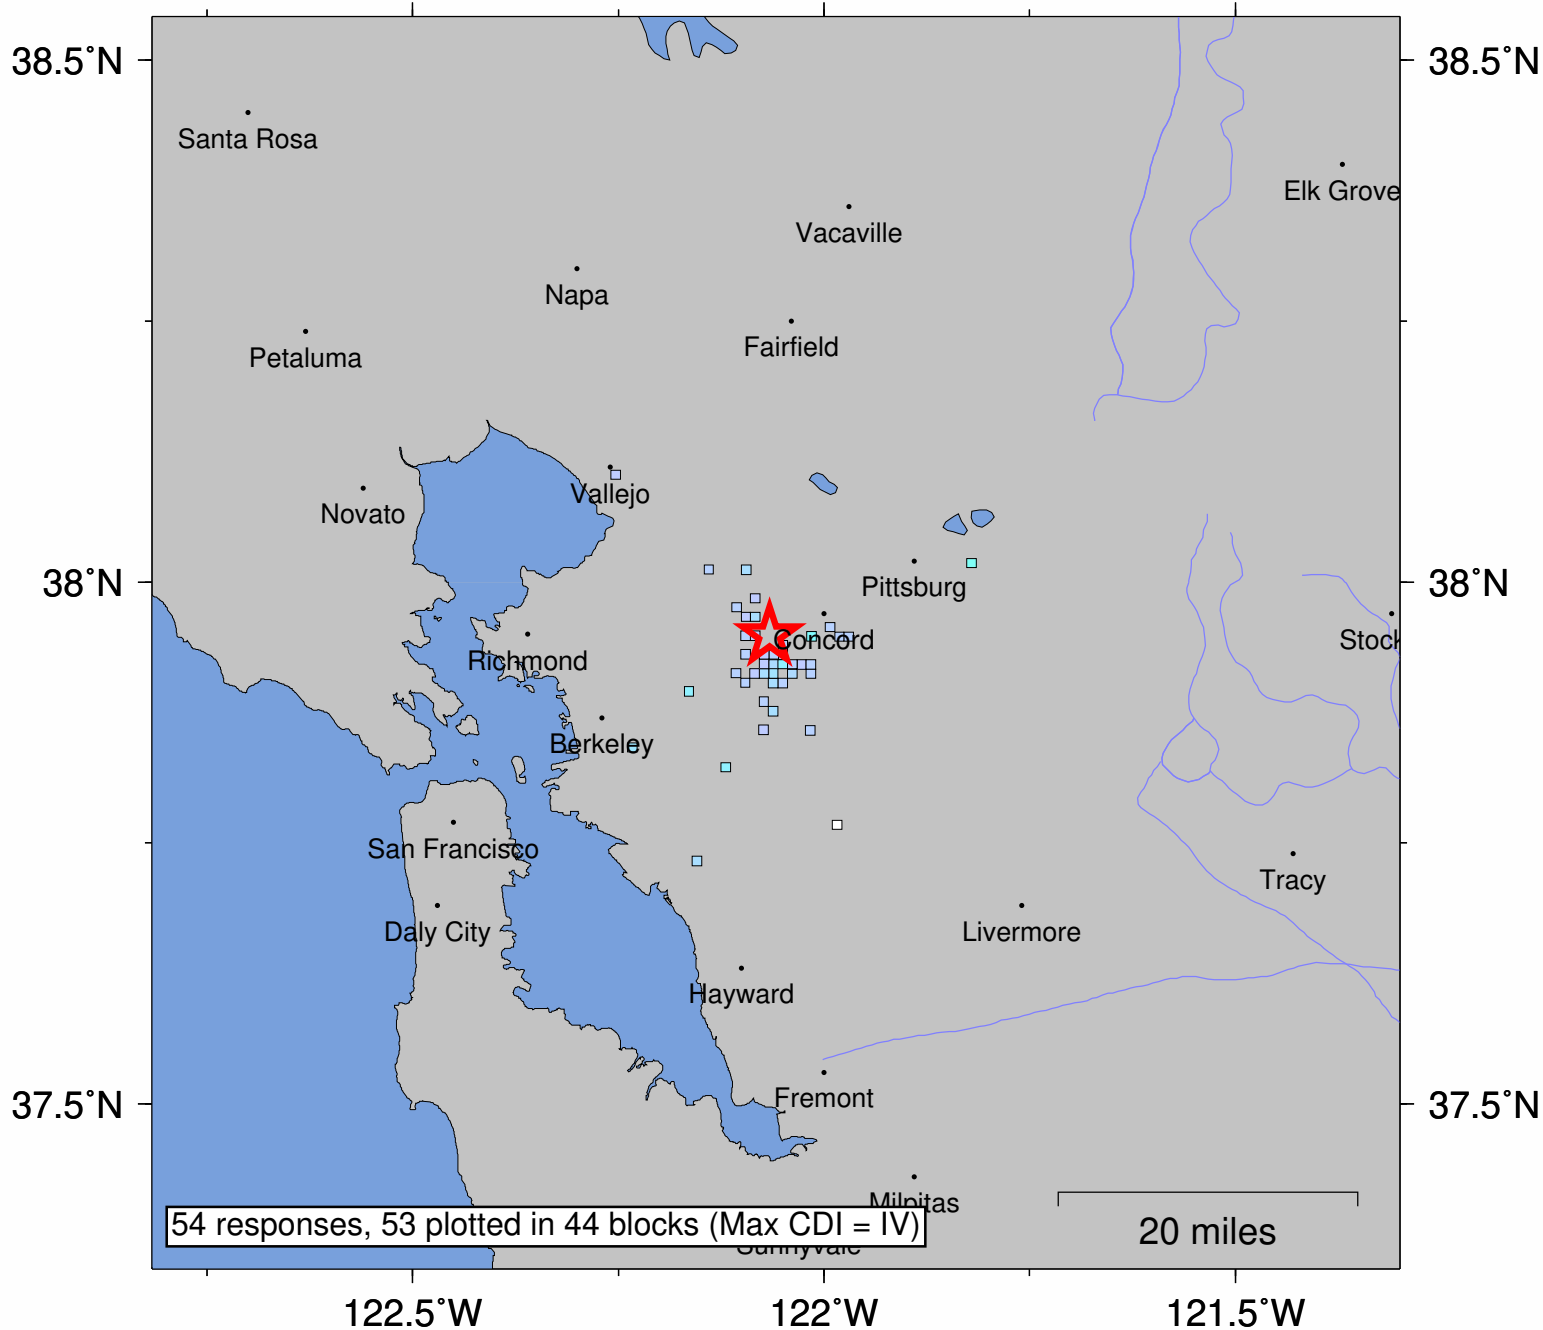 38.5°N
38.5°N
Santa Rosa
Elk Grove
Vacaville
Napa
Fairfield
Petaluma
Vallejo
Novato
38°N
Pittsburg
38°N
Concord
Stock
Richmond
Berkeley
San Francisco
Tracy
Daly City
Livermore
Hayward
Fremont
37.5°N
37.5°N
Milpitas
54 responses, 53 plotted in 44 blocks (Max CDI = IV)
20 miles
Sunnyvale
122.5°W
122°W
121.5°W